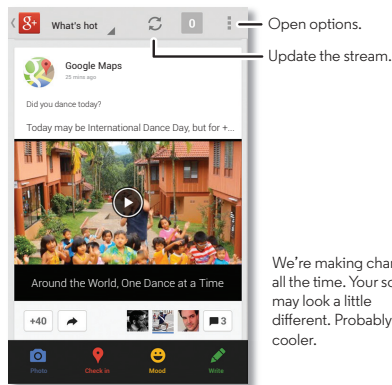 8+ What's hot 0
Open options.
Update the stream.
Google Maps
25 mins ago
Did you dance today?
Today may be International Dance Day, but for +...
Around the World, One Dance at a Time
+40 3
Photo Check in Mood Write
We're making
all the time. Your
may look a little
different. Probably
cooler.